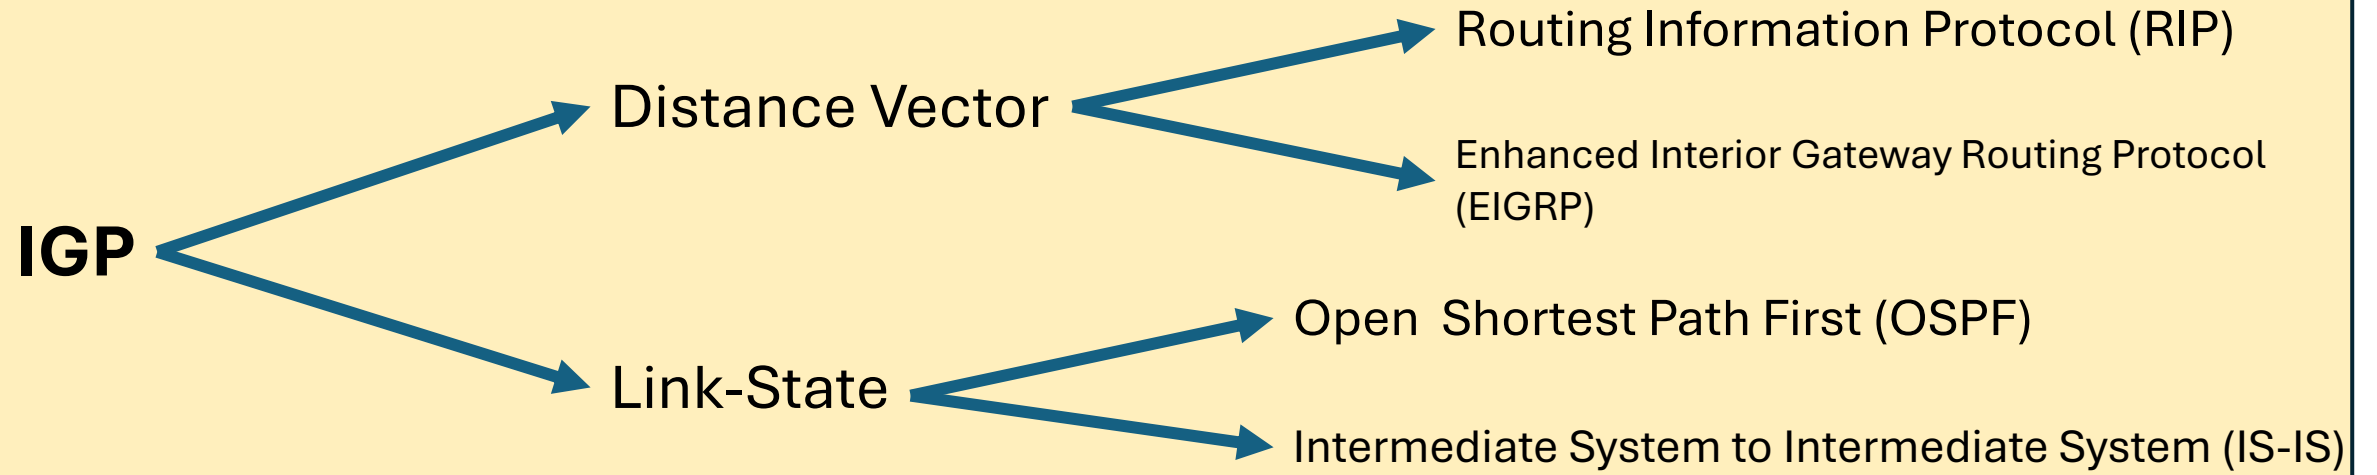 Routing Information Protocol (RIP)
Distance Vector
Enhanced Interior Gateway Routing Protocol
(EIGRP)
IGP
Open  Shortest Path First (OSPF)
Link-State
Intermediate System to Intermediate System (IS-IS)